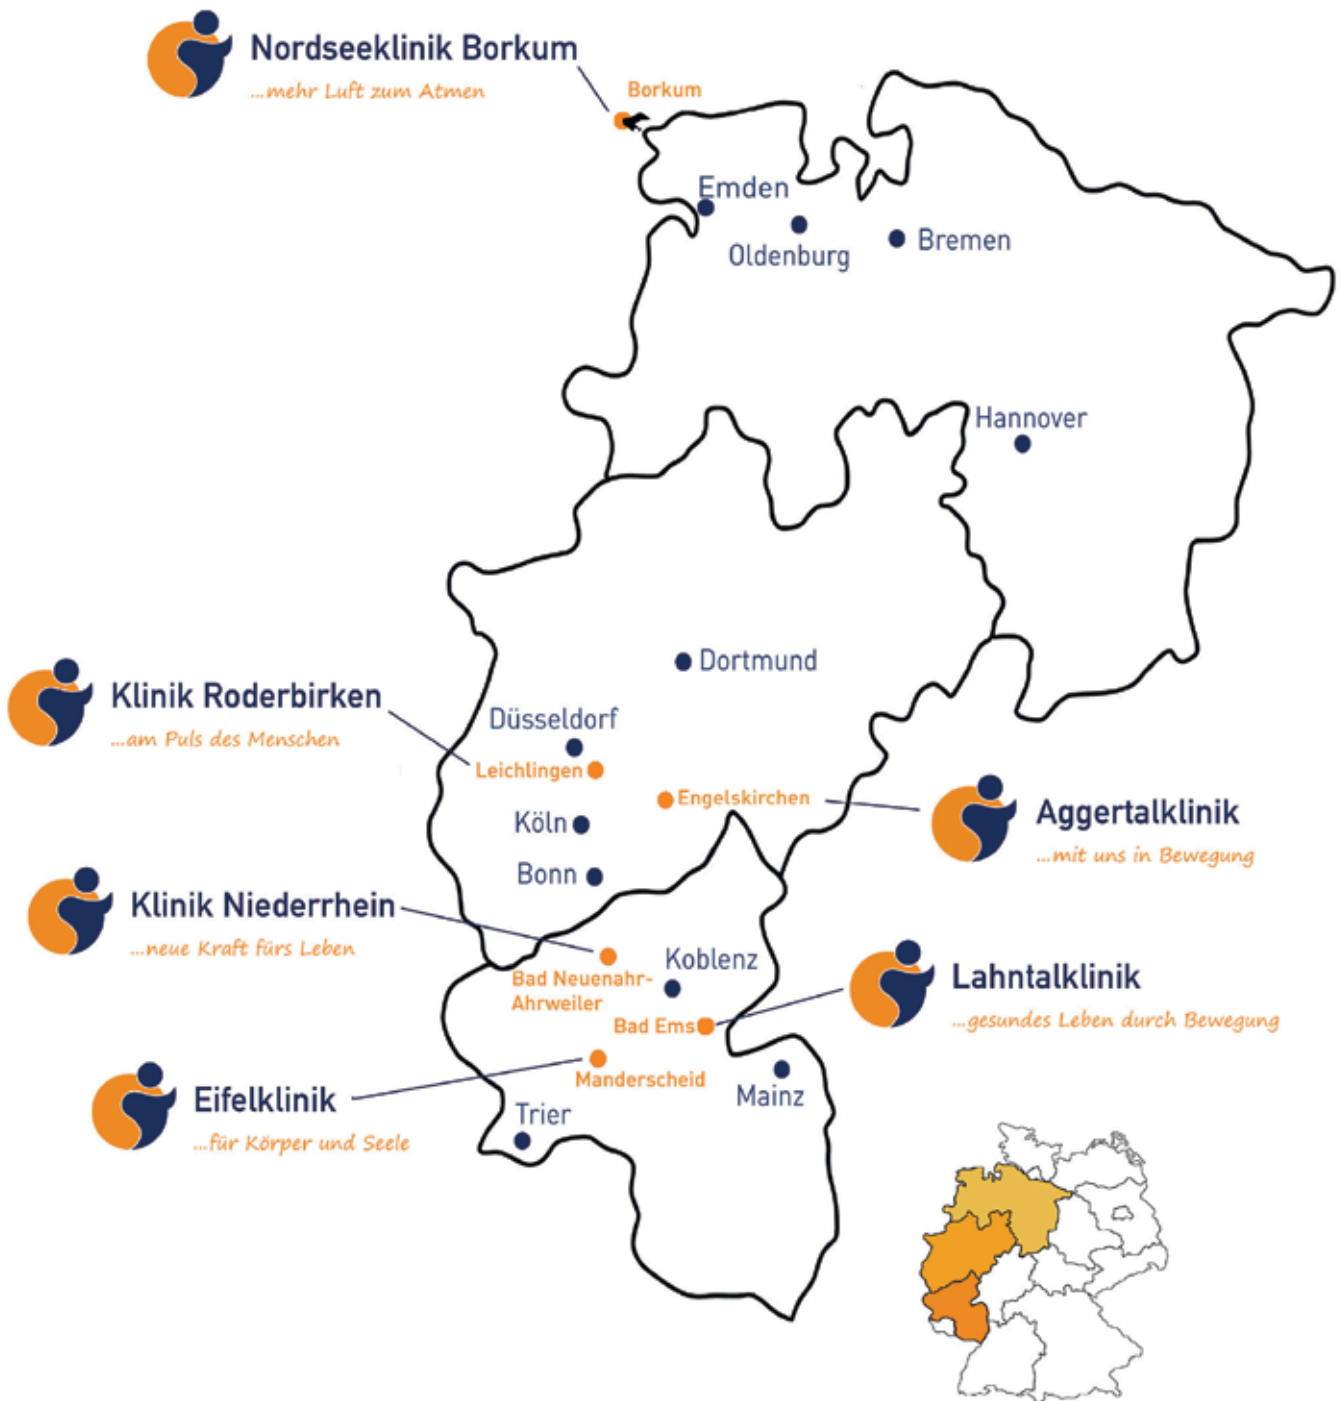 Nordseeklinik Borkum
...mehr Luft zum Atmen
Borkum
Emden
Oldenburg
Bremen
Hannover
Dortmund
Klinik Roderbirken
...am Puls des Menschen
Düsseldorf
Leichlingen
Engelskirchen
Aggertalklinik
...mit uns in Bewegung
Köln
Bonn
Klinik Niederrhein
...neue Kraft fürs Leben
Bad Neuenahr-
Ahrweiler
Koblenz
Lahntalklinik
...gesundes Leben durch Bewegung
Bad Ems
Manderscheid
Mainz
Eifelklinik
...für Körper und Seele
Trier